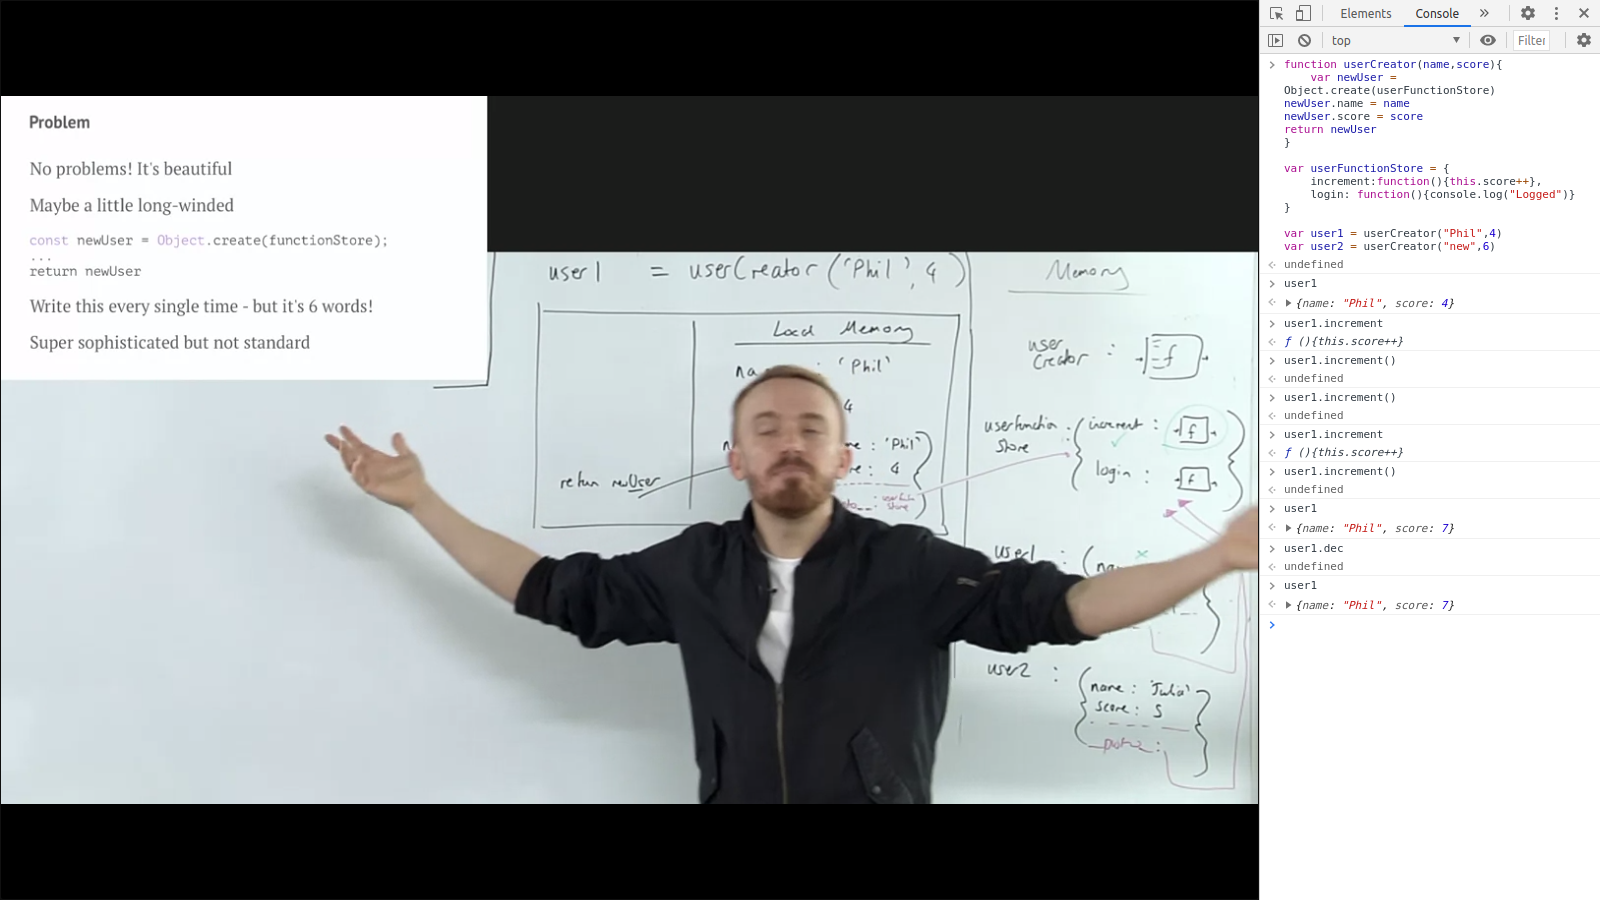 Problem
No problems! It's beautiful
Maybe a little long-winded
const newUser = Object.create(functionStore);
...
return newUser
Write this every single time - but it's 6 words!
Super sophisticated but not standard
user1 = userCreator ('Phil', 4)
Local Memory
na : 'Phil'
4
me : 'Phil'
re : 4
return newUser
Memory
user
Creator : f
userfunction : increment : f
Store
login : f
user1 : (na
user2 :
name : 'Julia'
score : 5
__proto__ :
Elements Console »
top Filter
function userCreator(name,score){
var newUser =
Object.create(userFunctionStore)
newUser.name = name
newUser.score = score
return newUser
}
var userFunctionStore = {
increment:function(){this.score++},
login: function(){console.log("Logged")}
}
var user1 = userCreator("Phil",4)
var user2 = userCreator("new",6)
undefined
user1
{name: "Phil", score: 4}
user1.increment
ƒ (){this.score++}
user1.increment()
undefined
user1.increment()
undefined
user1.increment
ƒ (){this.score++}
user1.increment()
undefined
user1
{name: "Phil", score: 7}
user1.dec
undefined
user1
{name: "Phil", score: 7}